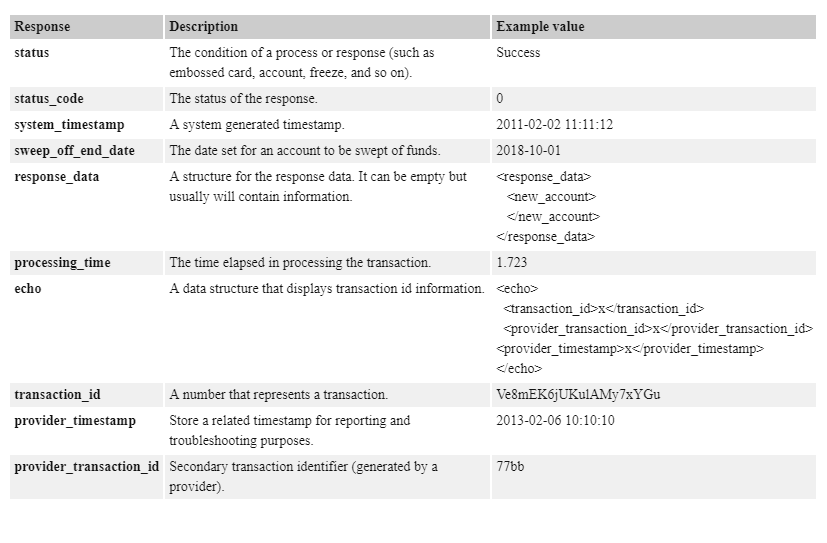 Response Description Example value
status The condition of a process or response (such as Success
embossed card, account, freeze, and so on).
status_code The status of the response. 0
system_timestamp A system generated timestamp. 2011-02-02 11:11:12
sweep_off_end_date The date set for an account to be swept of funds. 2018-10-01
response_data A structure for the response data. It can be empty but <response_data>
usually will contain information. <new_account>
</new_account>
</response_data>
processing_time The time elapsed in processing the transaction. 1.723
echo A data structure that displays transaction id information. <echo>
<transaction_id>x</transaction_id>
<provider_transaction_id>x</provider_transaction_id>
<provider_timestamp>x</provider_timestamp>
</echo>
transaction_id A number that represents a transaction. Ve8mEK6jUKulAMy7xYGu
provider_timestamp Store a related timestamp for reporting and 2013-02-06 10:10:10
troubleshooting purposes.
provider_transaction_id Secondary transaction identifier (generated by a 77bb
provider).